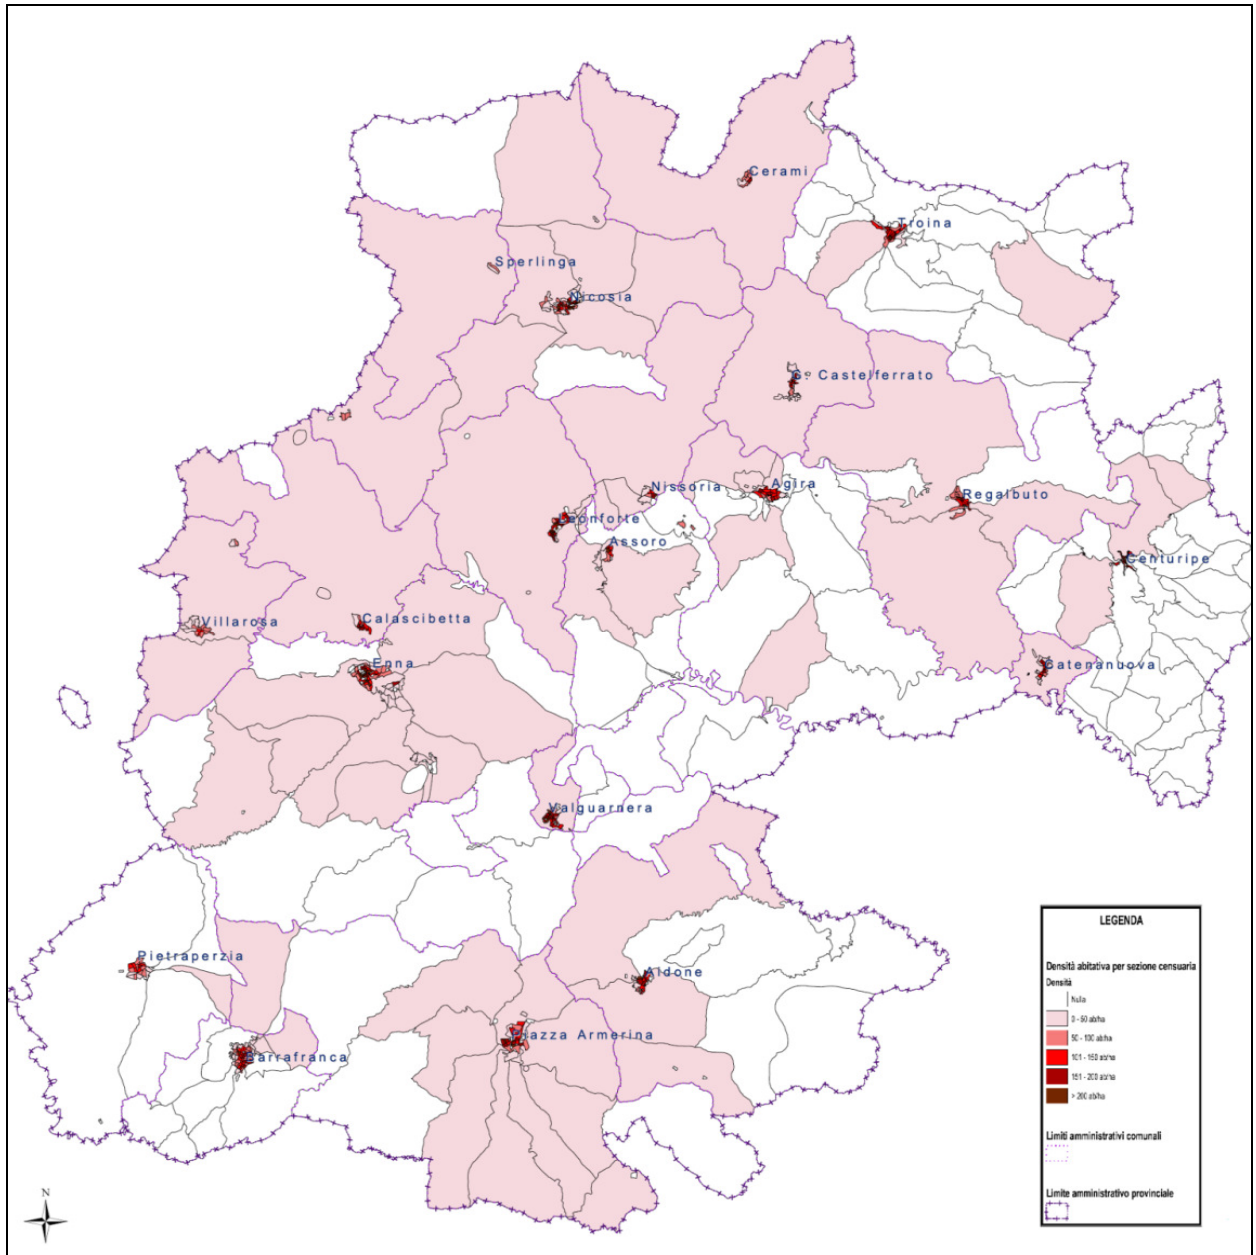 Cerami
Troina
Sperlinga
Nicosia
G. Castelferrato
Nissoria
Agira
Regalbuto
Leonforte
Assoro
Centuripe
Villarosa
Calascibetta
Enna
Catenanuova
Valguarnera
Pietraperzia
Aidone
Piazza Armerina
Barrafranca
LEGENDA
Densità abitativa per sezione censuaria
Densità
Nulla
0 - 50 ab/ha
50 - 100 ab/ha
101 - 150 ab/ha
151 - 200 ab/ha
> 200 ab/ha
Limiti amministrativi comunali
Limite amministrativo provinciale
N